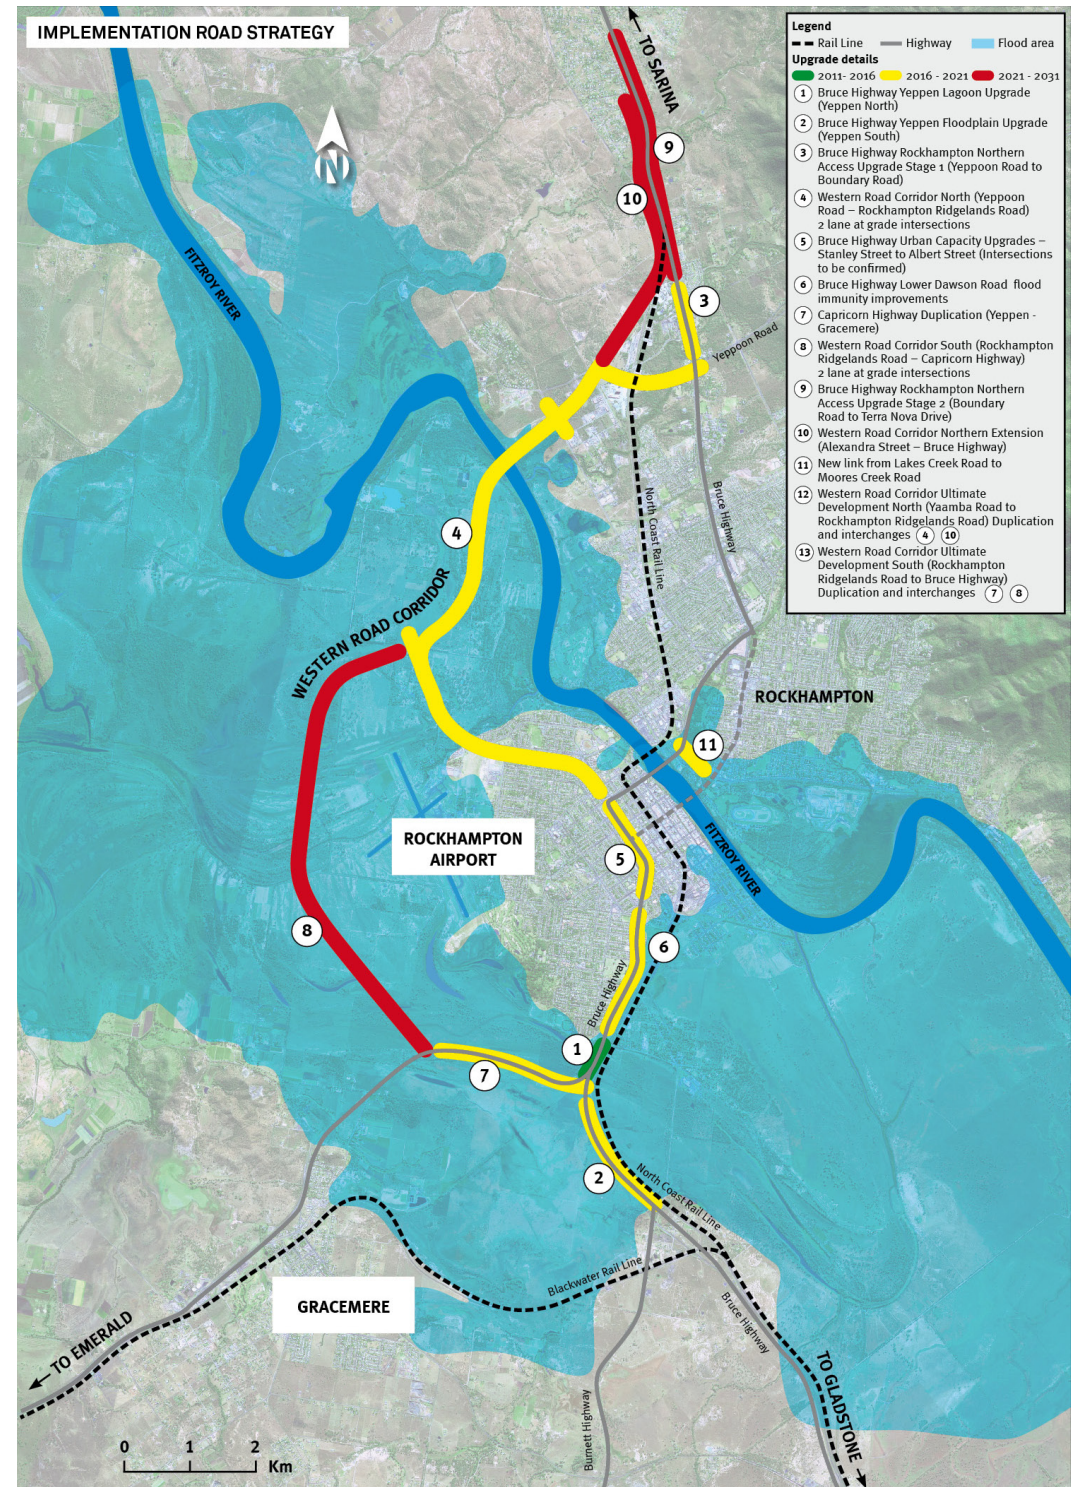 IMPLEMENTATION ROAD STRATEGY
Legend
Rail Line
Highway
Flood area
Upgrade details
2011- 2016
2016 - 2021
2021 - 2031
1 Bruce Highway Yeppen Lagoon Upgrade
(Yeppen North)
2 Bruce Highway Yeppen Floodplain Upgrade
(Yeppen South)
3 Bruce Highway Rockhampton Northern
Access Upgrade Stage 1 (Yeppoon Road to
Boundary Road)
4 Western Road Corridor North (Yeppoon
Road – Rockhampton Ridgelands Road)
2 lane at grade intersections
5 Bruce Highway Urban Capacity Upgrades –
Stanley Street to Albert Street (Intersections
to be confirmed)
6 Bruce Highway Lower Dawson Road flood
immunity improvements
7 Capricorn Highway Duplication (Yeppen -
Gracemere)
8 Western Road Corridor South (Rockhampton
Ridgelands Road – Capricorn Highway)
2 lane at grade intersections
9 Bruce Highway Rockhampton Northern
Access Upgrade Stage 2 (Boundary
Road to Terra Nova Drive)
10 Western Road Corridor Northern Extension
(Alexandra Street – Bruce Highway)
11 New link from Lakes Creek Road to
Moores Creek Road
12 Western Road Corridor Ultimate
Development North (Yaamba Road to
Rockhampton Ridgelands Road) Duplication
and interchanges 4 10
13 Western Road Corridor Ultimate
Development South (Rockhampton
Ridgelands Road to Bruce Highway)
Duplication and interchanges 7 8
TO SARINA
N
9
10
FITZROY RIVER
3
Yeppoon Road
North Coast Rail Line
Bruce Highway
4
WESTERN ROAD CORRIDOR
ROCKHAMPTON
11
ROCKHAMPTON
AIRPORT
5
FITZROY RIVER
8
6
Bruce Highway
1
7
2
North Coast Rail Line
Blackwater Rail Line
GRACEMERE
Bruce Highway
TO EMERALD
TO GLADSTONE
Burnett Highway
0 1 2
Km